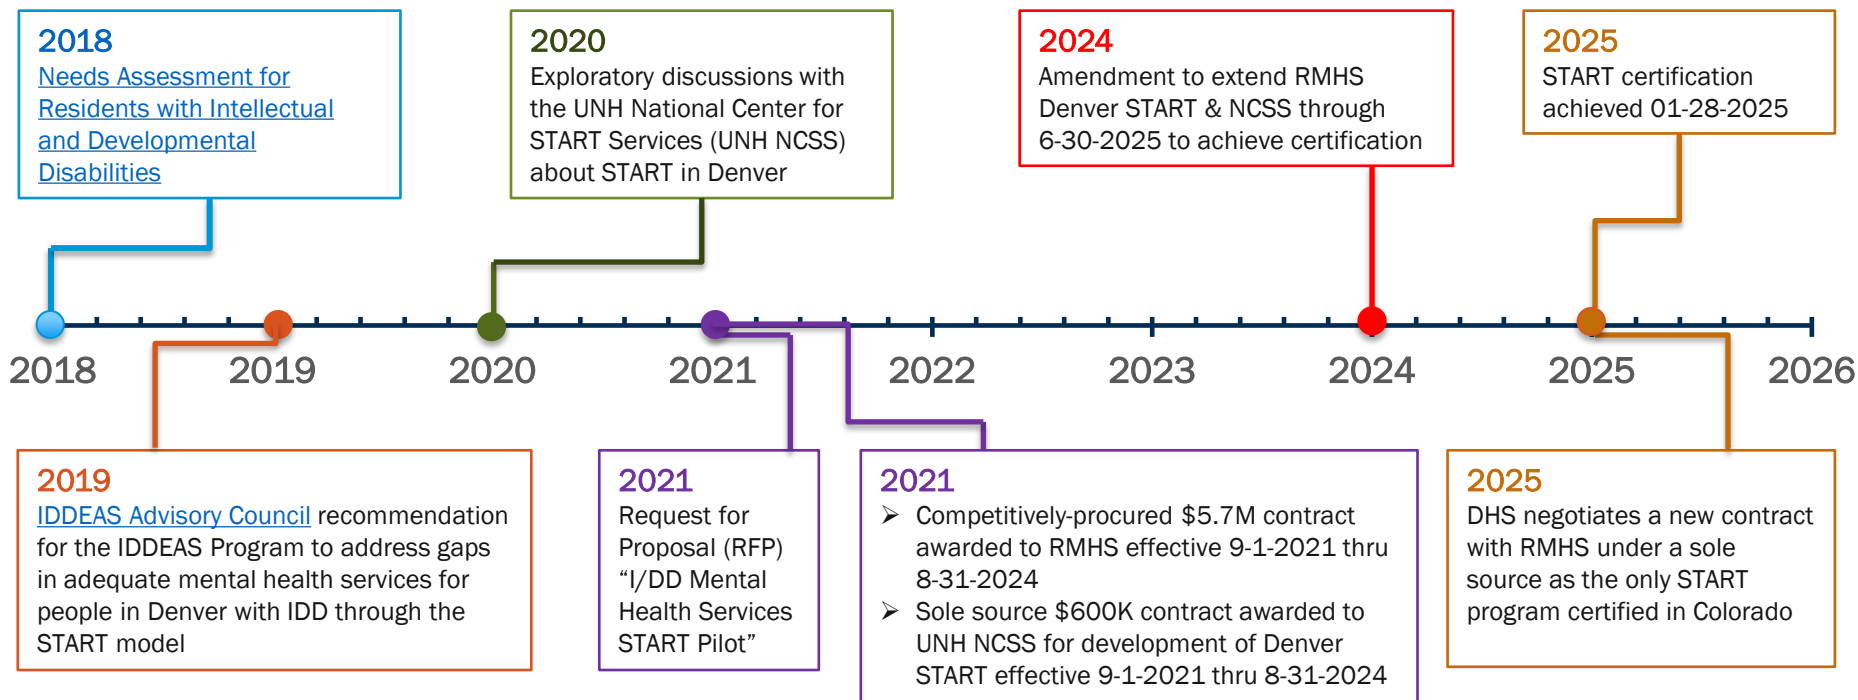 2018
Needs Assessment for
Residents with Intellectual
and Developmental
Disabilities
2020
Exploratory discussions with
the UNH National Center for
START Services (UNH NCSS)
about START in Denver
2024
Amendment to extend RMHS
Denver START & NCSS through
6-30-2025 to achieve certification
2025
START certification
achieved 01-28-2025
2018 2019 2020 2021 2022 2023 2024 2025 2026
2019
IDDEAS Advisory Council recommendation
for the IDDEAS Program to address gaps
in adequate mental health services for
people in Denver with IDD through the
START model
2021
Request for
Proposal (RFP)
“I/DD Mental
Health Services
START Pilot”
2021
➢ Competitively-procured $5.7M contract
awarded to RMHS effective 9-1-2021 thru
8-31-2024
➢ Sole source $600K contract awarded to
UNH NCSS for development of Denver
START effective 9-1-2021 thru 8-31-2024
2025
DHS negotiates a new contract
with RMHS under a sole
source as the only START
program certified in Colorado